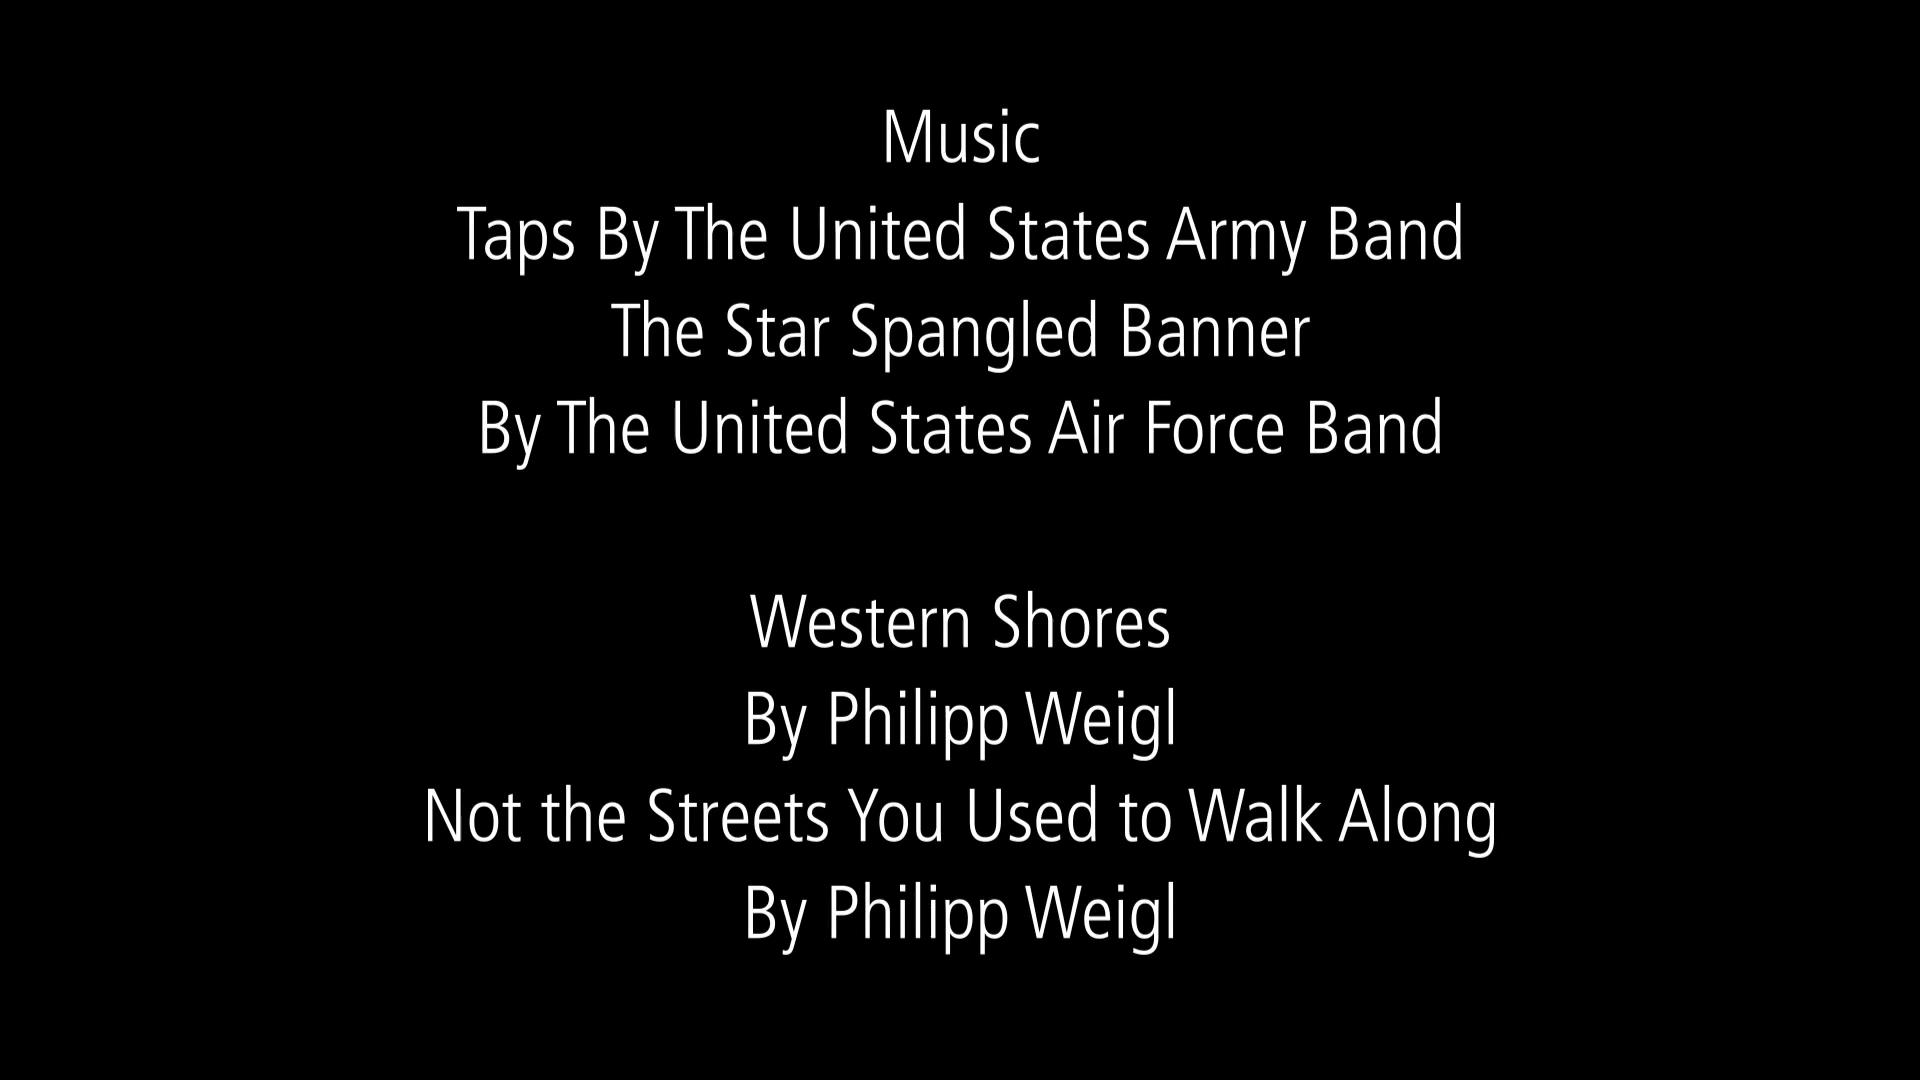 Music
Taps By The United States Army Band
The Star Spangled Banner
By The United States Air Force Band
Western Shores
By Philipp Weigl
Not the Streets You Used to Walk Along
By Philipp Weigl